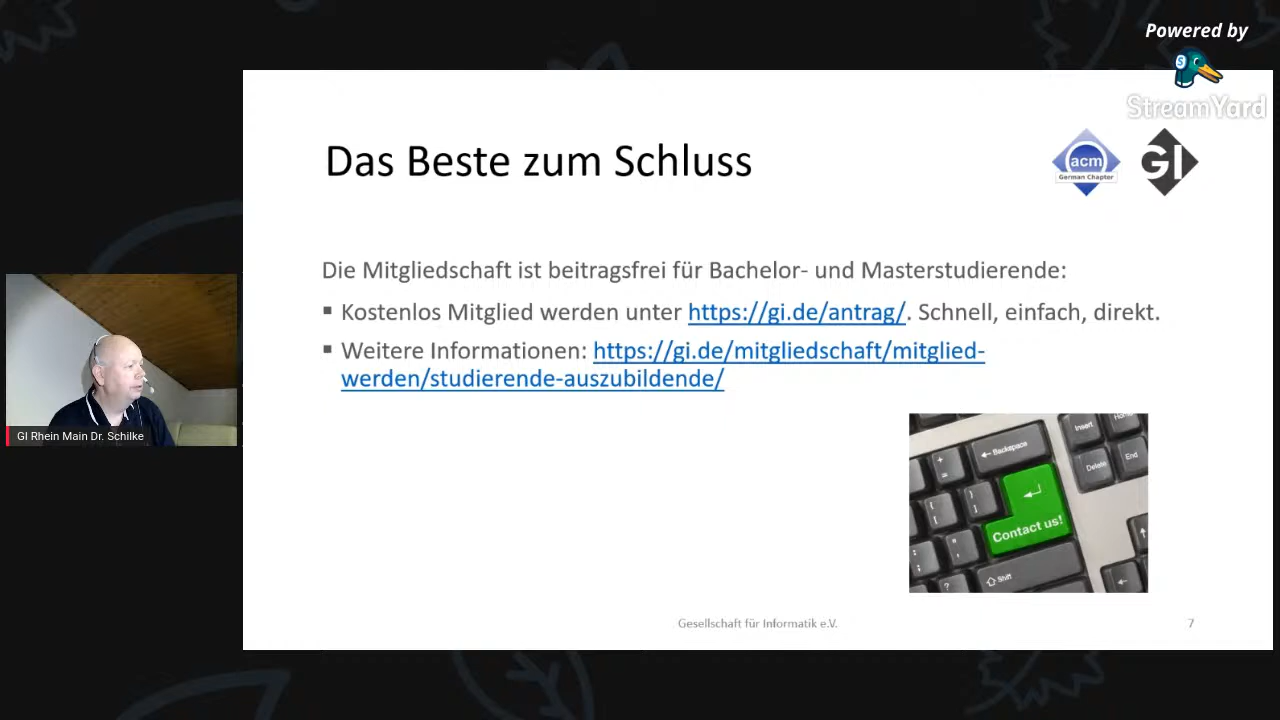 Powered by
StreamYard
Das Beste zum Schluss
acm
German Chapter
GI
Die Mitgliedschaft ist beitragsfrei für Bachelor- und Masterstudierende:
▪ Kostenlos Mitglied werden unter https://gi.de/antrag/. Schnell, einfach, direkt.
▪ Weitere Informationen: https://gi.de/mitgliedschaft/mitglied-
werden/studierende-auszubildende/
GI Rhein Main Dr. Schilke
Insert
Home
← Backspace
Delete
End
+
=
{
[
}
]
Contact us!
:
;
"
'
?
Shift
Gesellschaft für Informatik e.V.
7